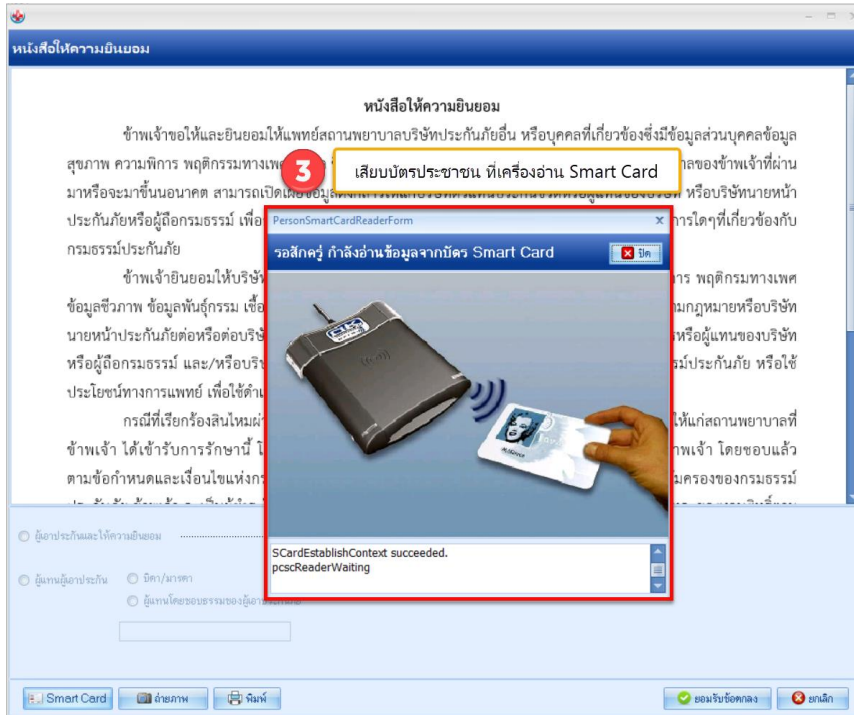 หนังสือให้ความยินยอม
หนังสือให้ความยินยอม
ข้าพเจ้าขอให้และยินยอมให้แพทย์สถานพยาบาลบริษัทประกันภัยอื่น หรือบุคคลที่เกี่ยวข้องซึ่งมีข้อมูลส่วนบุคคลข้อมูล
สุขภาพ ความพิการ พฤติกรรมทางเพศ ลของข้าพเจ้าที่ผ่าน
3 เสียบบัตรประชาชน ที่เครื่องอ่าน Smart Card
มาหรือจะมาขึ้นนอนาคต สามารถเปิดเผย หรือบริษัทนายหน้า
ประกันภัยหรือผู้ถือกรมธรรม์ เพื่อ การใดๆที่เกี่ยวข้องกับ
กรมธรรม์ประกันภัย
PersonSmartCardReaderForm
รอสักครู่ กำลังอ่านข้อมูลจากบัตร Smart Card ปิด
ข้าพเจ้ายินยอมให้บริษัท าร พฤติกรมทางเพศ
ข้อมูลชีวภาพ ข้อมูลพันธุ์กรรม เชื้อ ามกฎหมายหรือบริษัท
นายหน้าประกันภัยต่อหรือต่อบริษั รหรือผู้แทนของบริษัท
หรือผู้ถือกรมธรรม์ และ/หรือบริษ รม์ประกันภัย หรือใช้
ประโยชน์ทางการแพทย์ เพื่อใช้ดำเ
กรณีที่เรียกร้องสินไหมผ่า ให้แก่สถานพยาบาลที่
ข้าพเจ้า ได้เข้ารับการรักษานี้ โ าพเจ้า โดยชอบแล้ว
ตามข้อกำหนดและเงื่อนไขแห่งกร มครองของกรมธรรม์
SCardEstablishContext succeeded.
pcscReaderWaiting
ผู้เอาประกันและให้ความยินยอม
ผู้แทนผู้เอาประกัน บิดา/มารดา
ผู้แทนโดยชอบธรรมของผู้เอาประกันภัย
Smart Card ถ่ายภาพ พิมพ์ ยอมรับข้อตกลง ยกเลิก